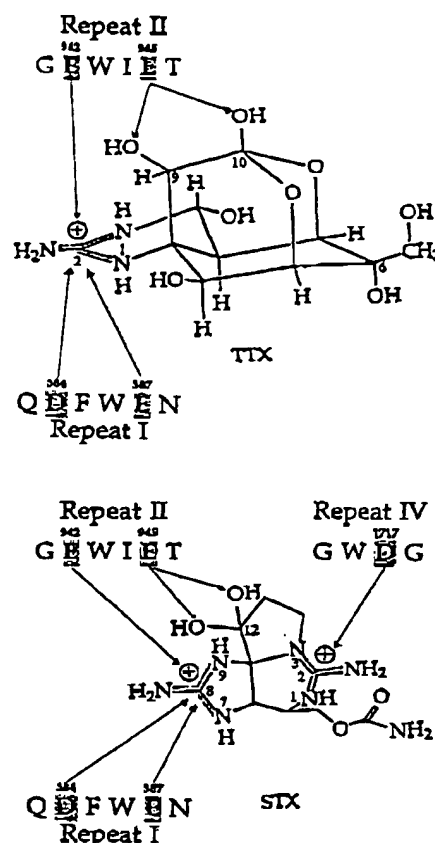 Repeat II
942 945
G E W I E T
OH
HO
10
O
H
9
O
H
H
OH
N
H
OH
H₂N
2
N
H
HO
CH₂
6
H
H
OH
H
TTX
384 387
Q D F W E N
Repeat I
Repeat II
942 945
G E W I E T
Repeat IV
1717
G W D G
OH
HO
12
H
N
N
3
9
2
NH₂
H₂N
8
1
NH
7
N
H
O
O
NH₂
384 387
Q D F W E N
Repeat I
STX